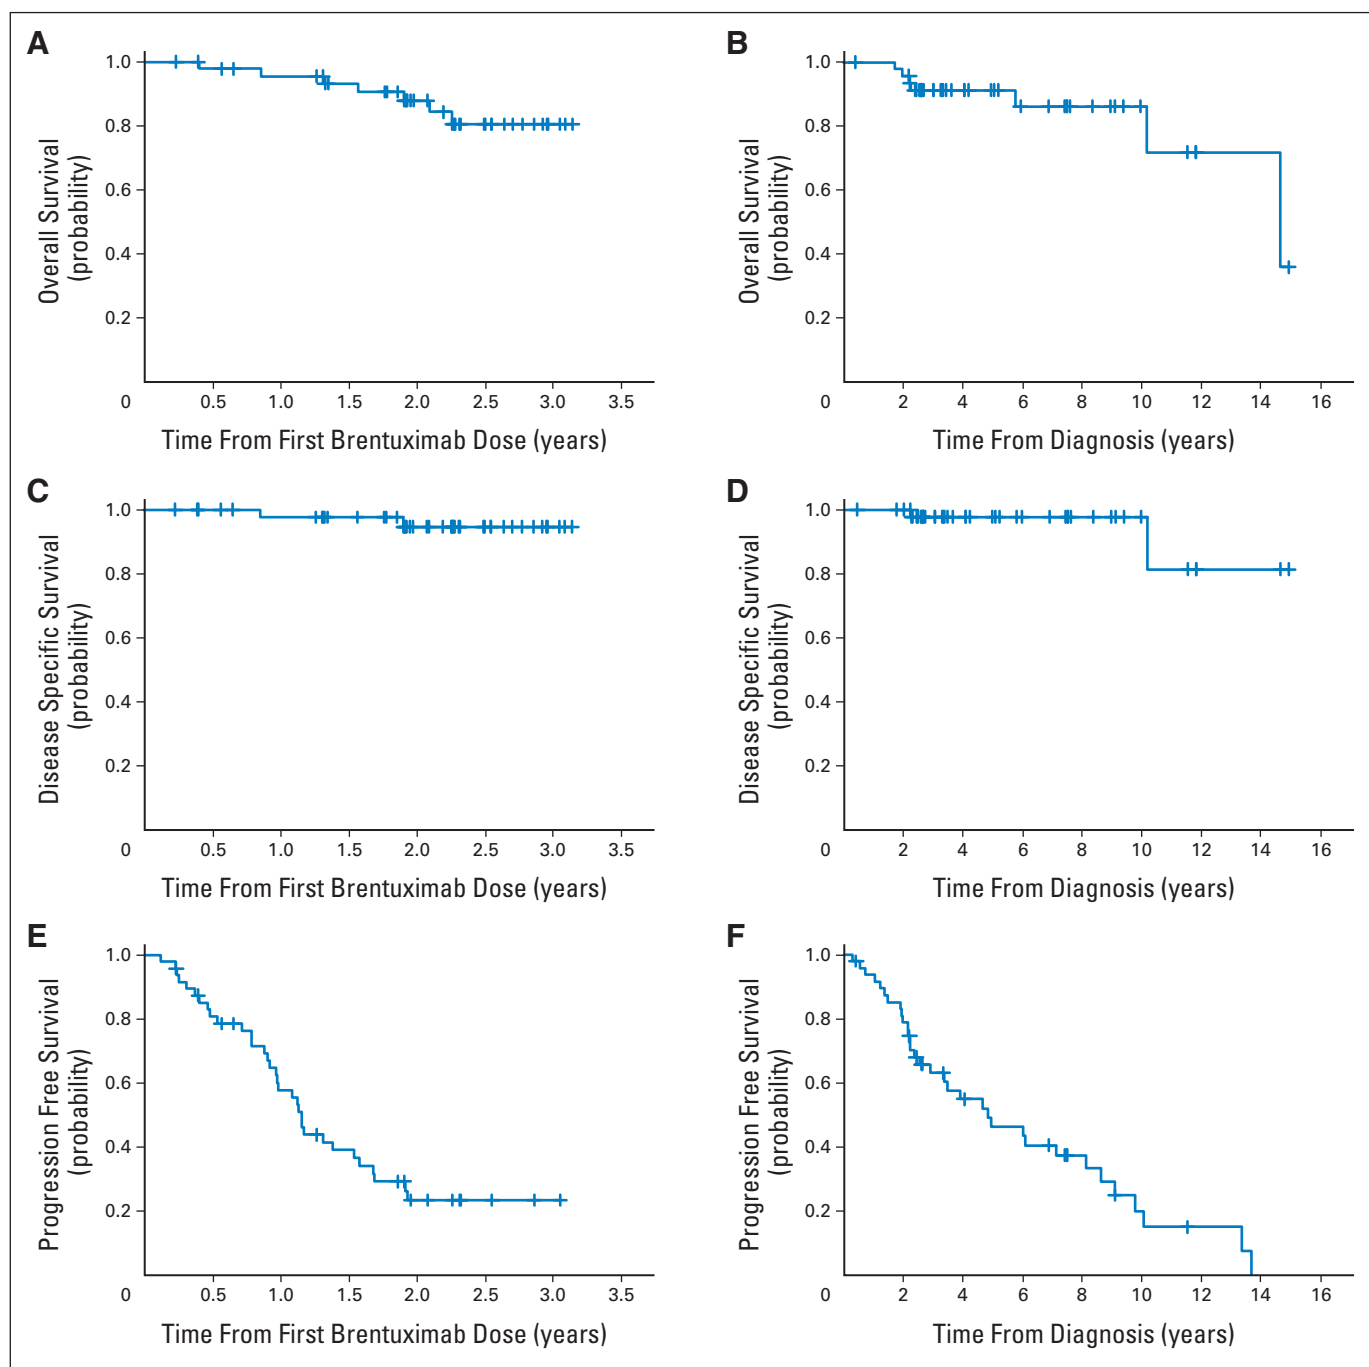 A
Overall Survival
(probability)
1.0
0.8
0.6
0.4
0.2
0 0.5 1.0 1.5 2.0 2.5 3.0 3.5
Time From First Brentuximab Dose (years)
B
Overall Survival
(probability)
1.0
0.8
0.6
0.4
0.2
0 2 4 6 8 10 12 14 16
Time From Diagnosis (years)
C
Disease Specific Survival
(probability)
1.0
0.8
0.6
0.4
0.2
0 0.5 1.0 1.5 2.0 2.5 3.0 3.5
Time From First Brentuximab Dose (years)
D
Disease Specific Survival
(probability)
1.0
0.8
0.6
0.4
0.2
0 2 4 6 8 10 12 14 16
Time From Diagnosis (years)
E
Progression Free Survival
(probability)
1.0
0.8
0.6
0.4
0.2
0 0.5 1.0 1.5 2.0 2.5 3.0 3.5
Time From First Brentuximab Dose (years)
F
Progression Free Survival
(probability)
1.0
0.8
0.6
0.4
0.2
0 2 4 6 8 10 12 14 16
Time From Diagnosis (years)